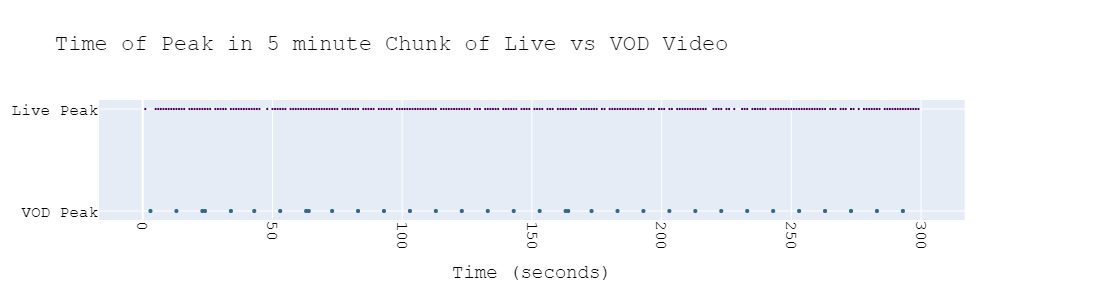 Time of Peak in 5 minute Chunk of Live vs VOD Video
Live Peak
VOD Peak
0
50
100
150
200
250
300
Time (seconds)